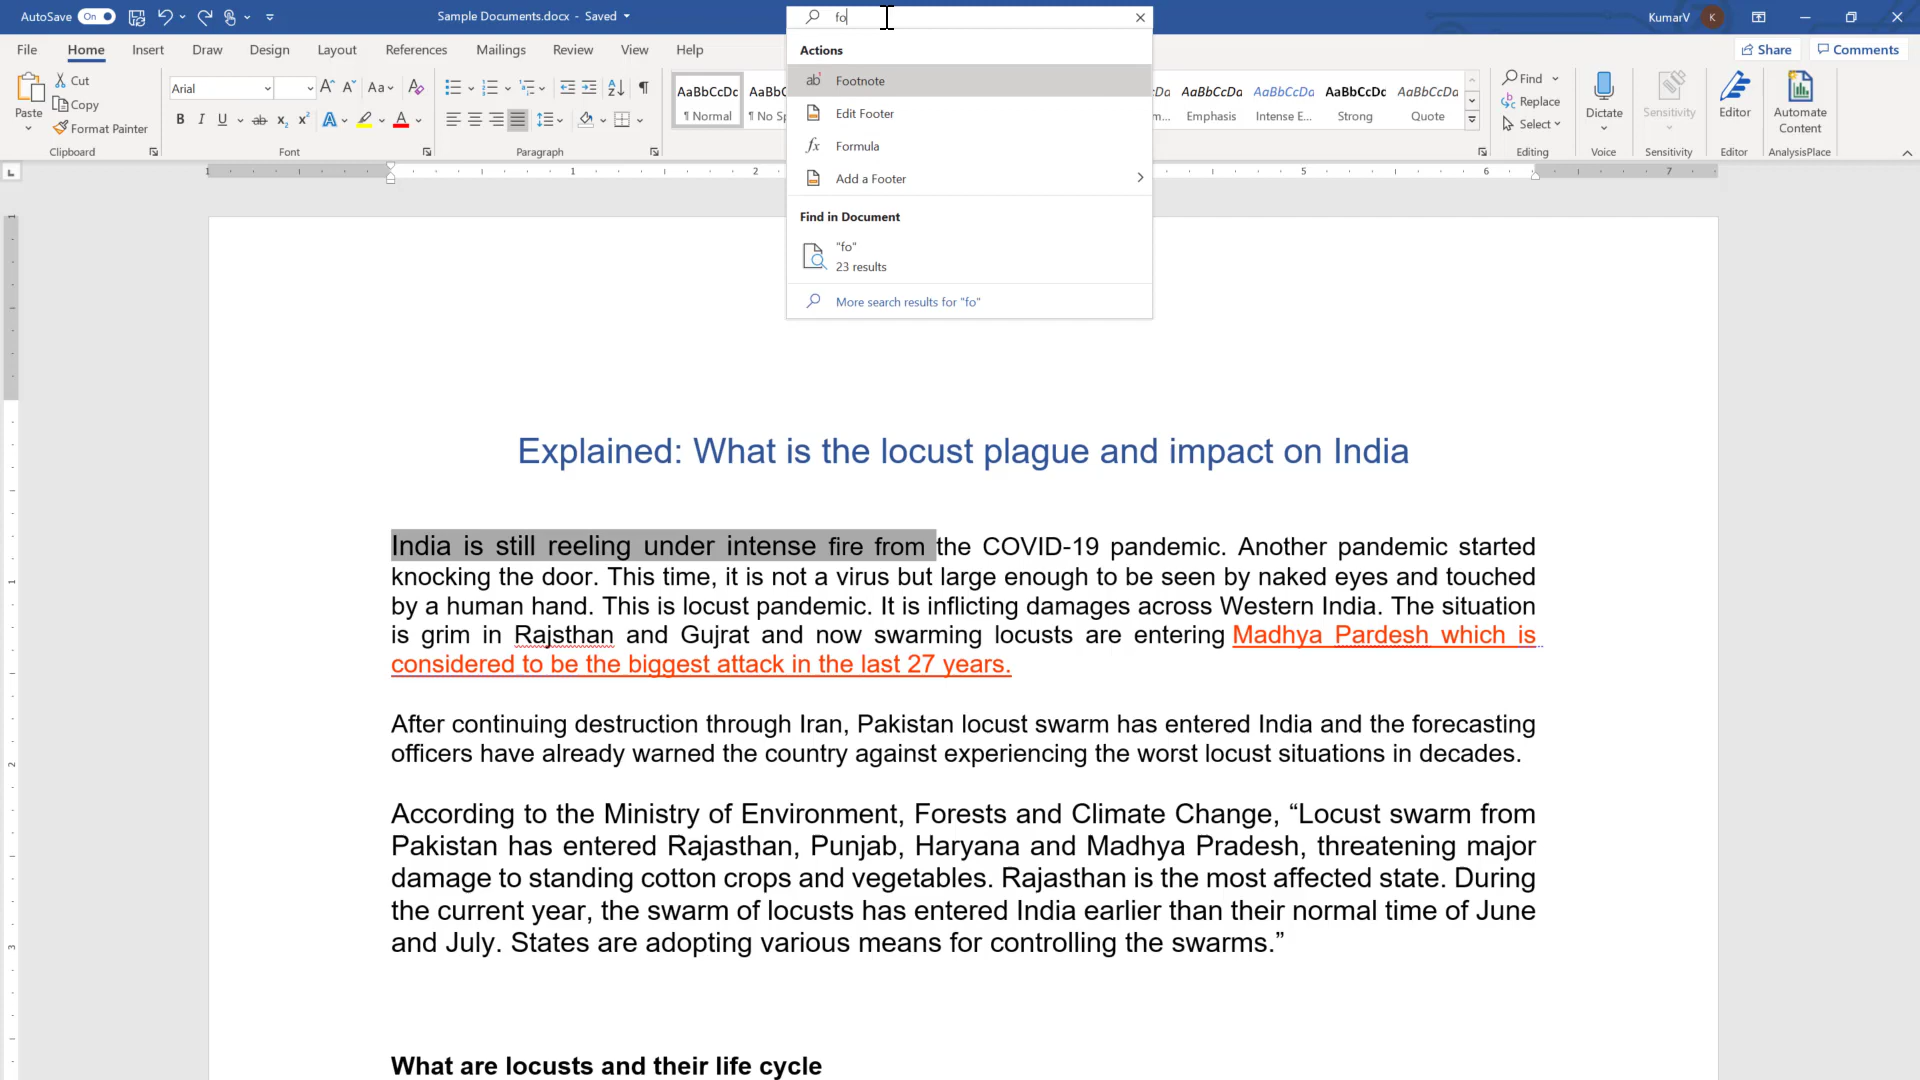 AutoSave On Sample Documents.docx - Saved fo KumarV K
File Home Insert Draw Design Layout References Mailings Review View Help Share Comments
Actions
Footnote
Edit Footer
Formula
Add a Footer
Find in Document
"fo"
23 results
More search results for "fo"
Paste
Cut
Copy
Format Painter
Clipboard
Arial
Aa
B I U ab x₂ x² A A
Font
Paragraph
AaBbCcDc
¶ Normal
AaBb
¶ No Sp
AaBbCcDa
Emphasis
AaBbCcDa
Intense E...
AaBbCcDc
Strong
AaBbCcDa
Quote
Find
Replace
Select
Editing
Dictate
Voice
Sensitivity
Sensitivity
Editor
Editor
Automate
Content
AnalysisPlace
1 1 2 5 6 7
Explained: What is the locust plague and impact on India
India is still reeling under intense fire from the COVID-19 pandemic. Another pandemic started
knocking the door. This time, it is not a virus but large enough to be seen by naked eyes and touched
by a human hand. This is locust pandemic. It is inflicting damages across Western India. The situation
is grim in Rajsthan and Gujrat and now swarming locusts are entering Madhya Pardesh which is
considered to be the biggest attack in the last 27 years.
After continuing destruction through Iran, Pakistan locust swarm has entered India and the forecasting
officers have already warned the country against experiencing the worst locust situations in decades.
According to the Ministry of Environment, Forests and Climate Change, “Locust swarm from
Pakistan has entered Rajasthan, Punjab, Haryana and Madhya Pradesh, threatening major
damage to standing cotton crops and vegetables. Rajasthan is the most affected state. During
the current year, the swarm of locusts has entered India earlier than their normal time of June
and July. States are adopting various means for controlling the swarms.”
What are locusts and their life cycle